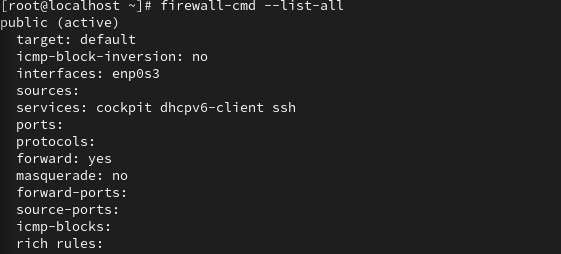 [root@localhost ~]# firewall-cmd --list-all
public (active)
  target: default
  icmp-block-inversion: no
  interfaces: enp0s3
  sources:
  services: cockpit dhcpv6-client ssh
  ports:
  protocols:
  forward: yes
  masquerade: no
  forward-ports:
  source-ports:
  icmp-blocks:
  rich rules: